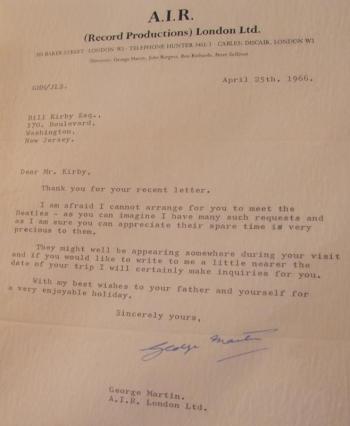 A.I.R.
(Record Productions) London Ltd.
BAKER STREET · LONDON W1 · TELEPHONE HUNTER · CABLES: DISCAIR, LONDON W1
Directors: George Martin, John Burgess, Ron Richards, Peter Sullivan
April 25th, 1966.
GHM/JLS.
Bill Kirby Esq.,
170, Boulevard,
Washington,
New Jersey.
Dear Mr. Kirby,
Thank you for your recent letter.
I am afraid I cannot arrange for you to meet the
Beatles - as you can imagine I have many such requests and
as I am sure you can appreciate their spare time is very
precious to them.
They might well be appearing somewhere during your visit
and if you would like to write to me a little nearer the
date of your trip I will certainly make inquiries for you.
With my best wishes to your father and yourself for
a very enjoyable holiday.
Sincerely yours,
George Martin
George Martin.
A.I.R. London Ltd.